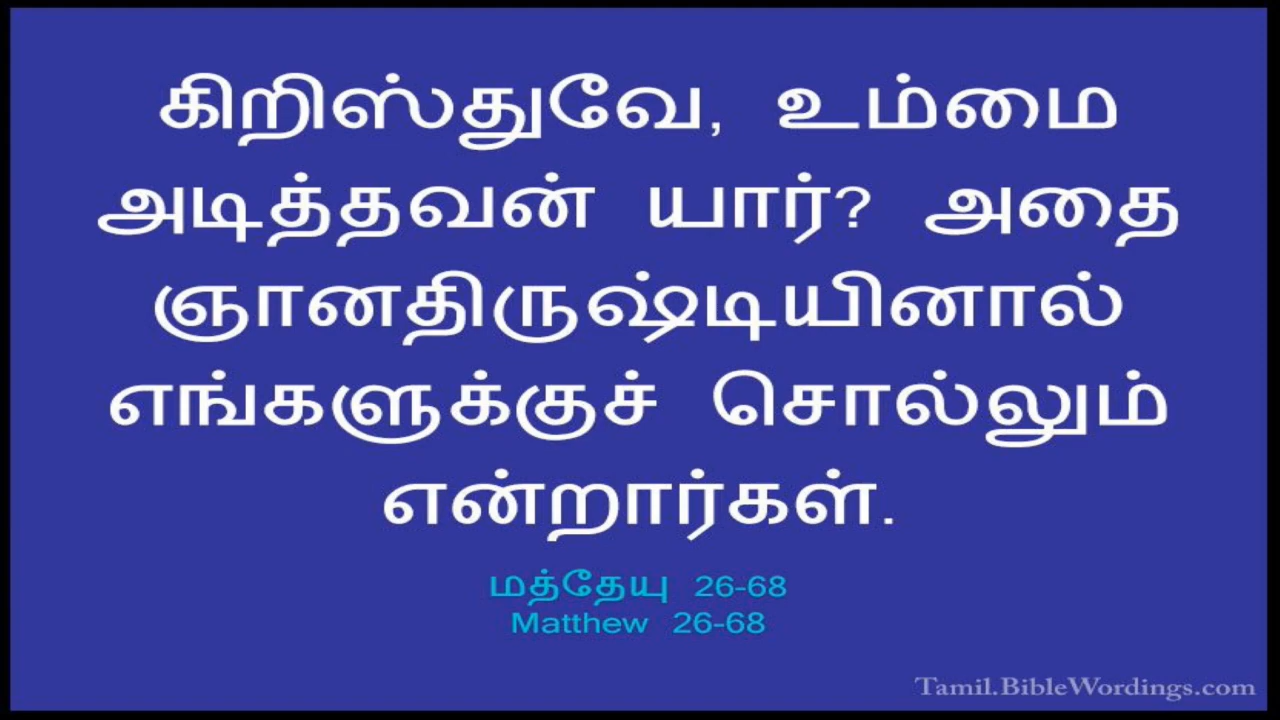 கிறிஸ்துவே, உம்மை
அடித்தவன் யார்? அதை
ஞானதிருஷ்டியினால்
எங்களுக்குச் சொல்லும்
என்றார்கள்.
மத்தேயு 26-68
Matthew 26-68
Tamil.BibleWordings.com